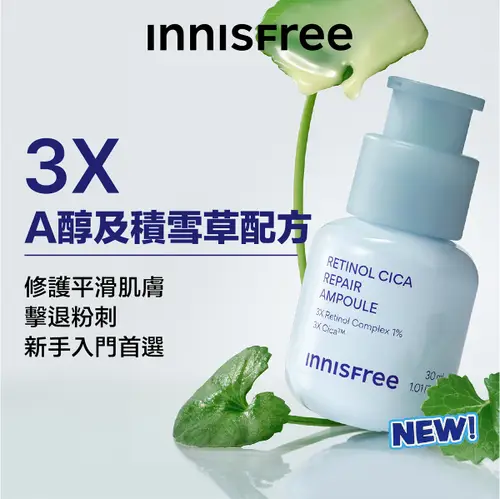 innisfree
3X
A醇及積雪草配方
修護平滑肌膚
擊退粉刺
新手入門首選
RETINOL CICA
REPAIR
AMPOULE
3X Retinol Complex 1%
3X Cica™
innisfree
30
1.01/
NEW!